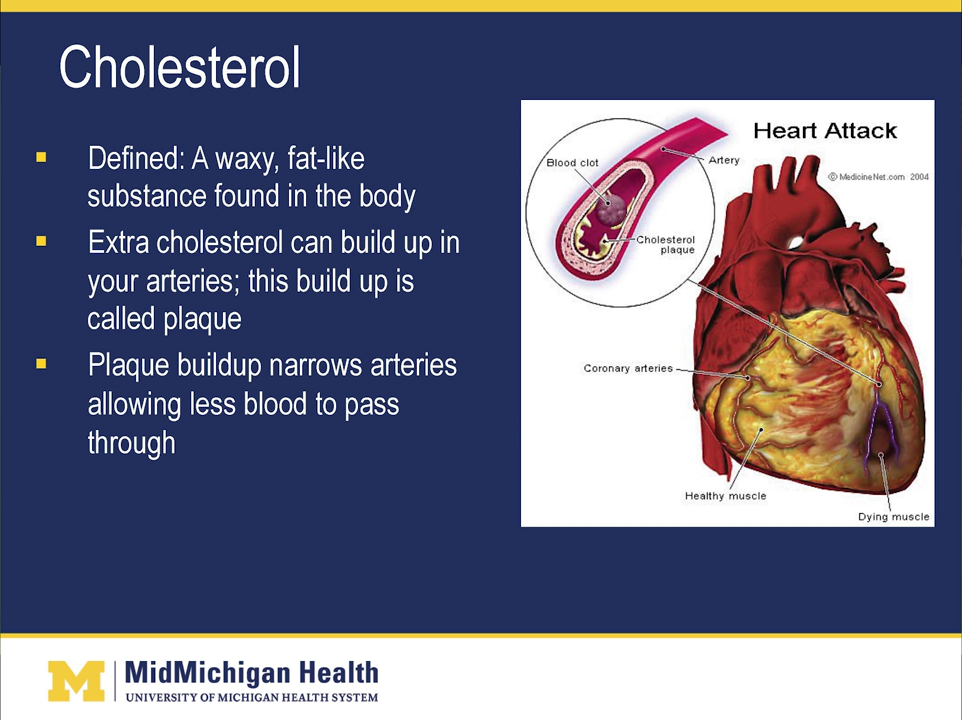 Cholesterol
▪ Defined: A waxy, fat-like
substance found in the body
▪ Extra cholesterol can build up in
your arteries; this build up is
called plaque
▪ Plaque buildup narrows arteries
allowing less blood to pass
through
Heart Attack
© MedicineNet.com 2004
Blood clot
Artery
Cholesterol
plaque
Coronary arteries
Healthy muscle
Dying muscle
M
MidMichigan Health
UNIVERSITY OF MICHIGAN HEALTH SYSTEM